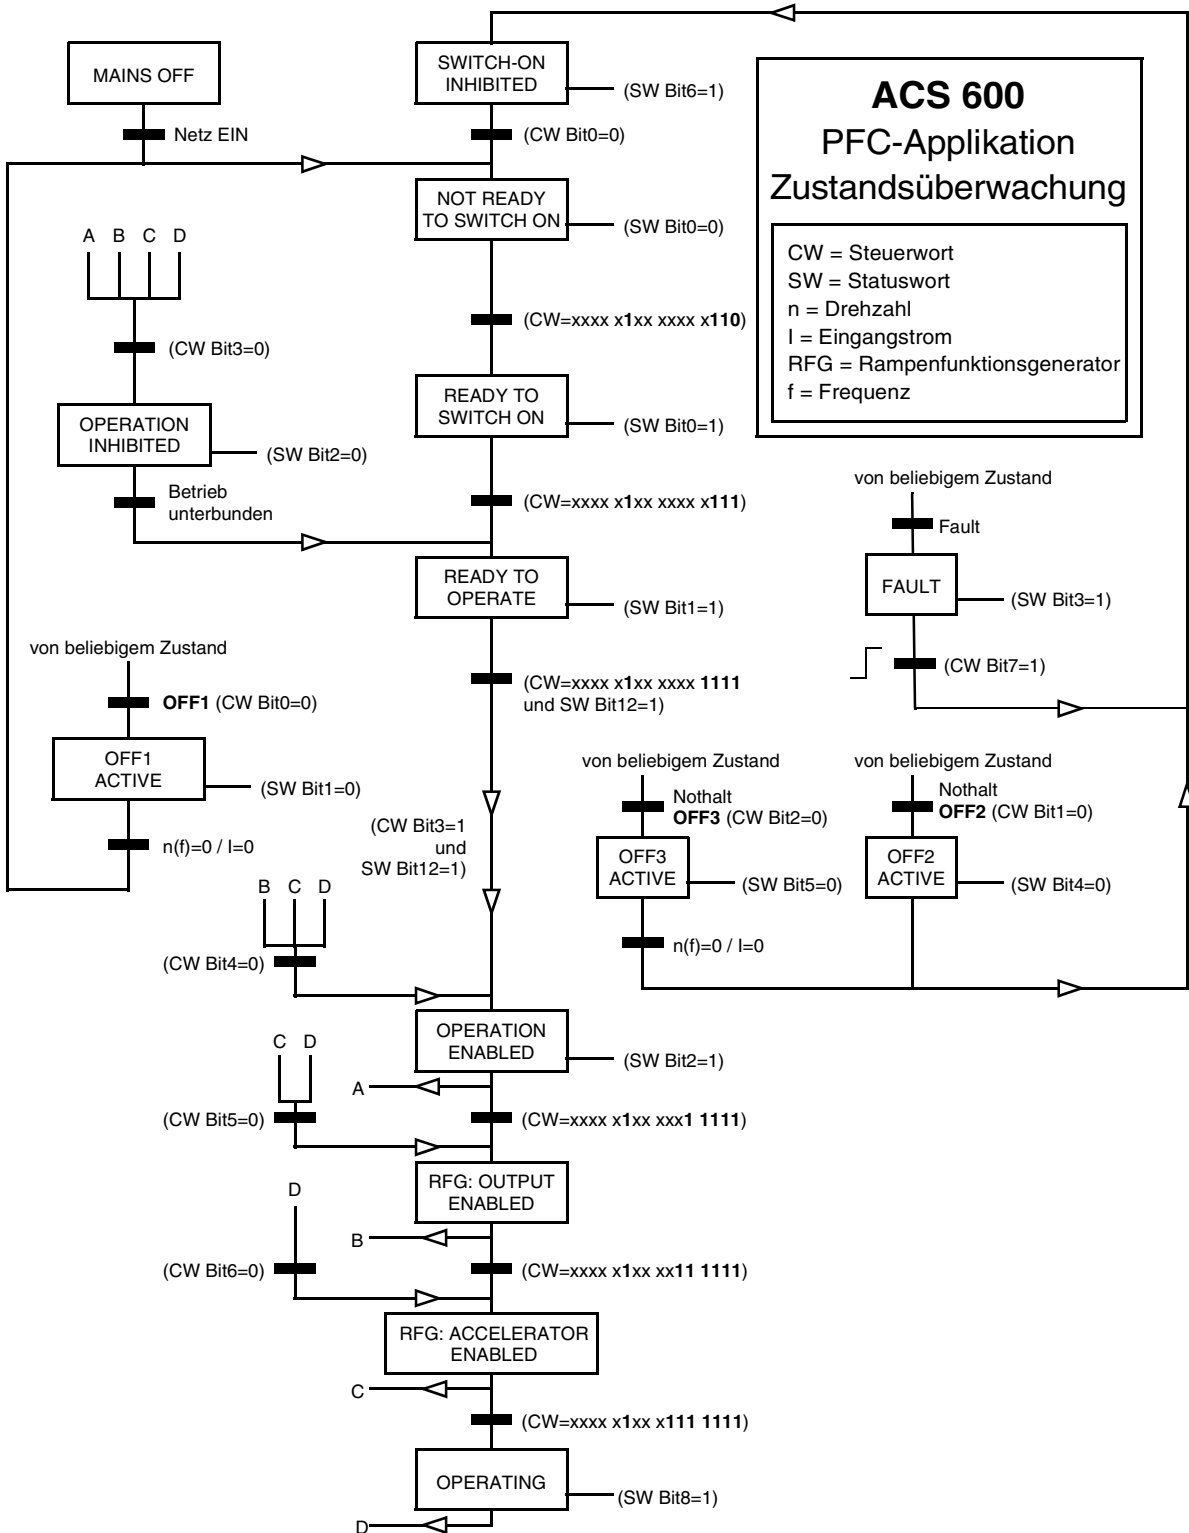 MAINS OFF
Netz EIN
SWITCH-ON
INHIBITED
(SW Bit6=1)
(CW Bit0=0)
ACS 600
PFC-Applikation
Zustandsüberwachung
CW = Steuerwort
SW = Statuswort
n = Drehzahl
I = Eingangstrom
RFG = Rampenfunktionsgenerator
f = Frequenz
NOT READY
TO SWITCH ON
(SW Bit0=0)
A B C D
(CW Bit3=0)
(CW=xxxx x1xx xxxx x110)
OPERATION
INHIBITED
(SW Bit2=0)
READY TO
SWITCH ON
(SW Bit0=1)
Betrieb
unterbunden
(CW=xxxx x1xx xxxx x111)
von beliebigem Zustand
Fault
FAULT
(SW Bit3=1)
(CW Bit7=1)
READY TO
OPERATE
(SW Bit1=1)
von beliebigem Zustand
OFF1 (CW Bit0=0)
(CW=xxxx x1xx xxxx 1111
und SW Bit12=1)
OFF1
ACTIVE
(SW Bit1=0)
n(f)=0 / I=0
(CW Bit3=1
und
SW Bit12=1)
von beliebigem Zustand
Nothalt
OFF3 (CW Bit2=0)
OFF3
ACTIVE
(SW Bit5=0)
n(f)=0 / I=0
von beliebigem Zustand
Nothalt
OFF2 (CW Bit1=0)
OFF2
ACTIVE
(SW Bit4=0)
B C D
(CW Bit4=0)
OPERATION
ENABLED
(SW Bit2=1)
C D
A
(CW Bit5=0)
(CW=xxxx x1xx xxx1 1111)
RFG: OUTPUT
ENABLED
D
B
(CW Bit6=0)
(CW=xxxx x1xx xx11 1111)
RFG: ACCELERATOR
ENABLED
C
(CW=xxxx x1xx x111 1111)
OPERATING
(SW Bit8=1)
D